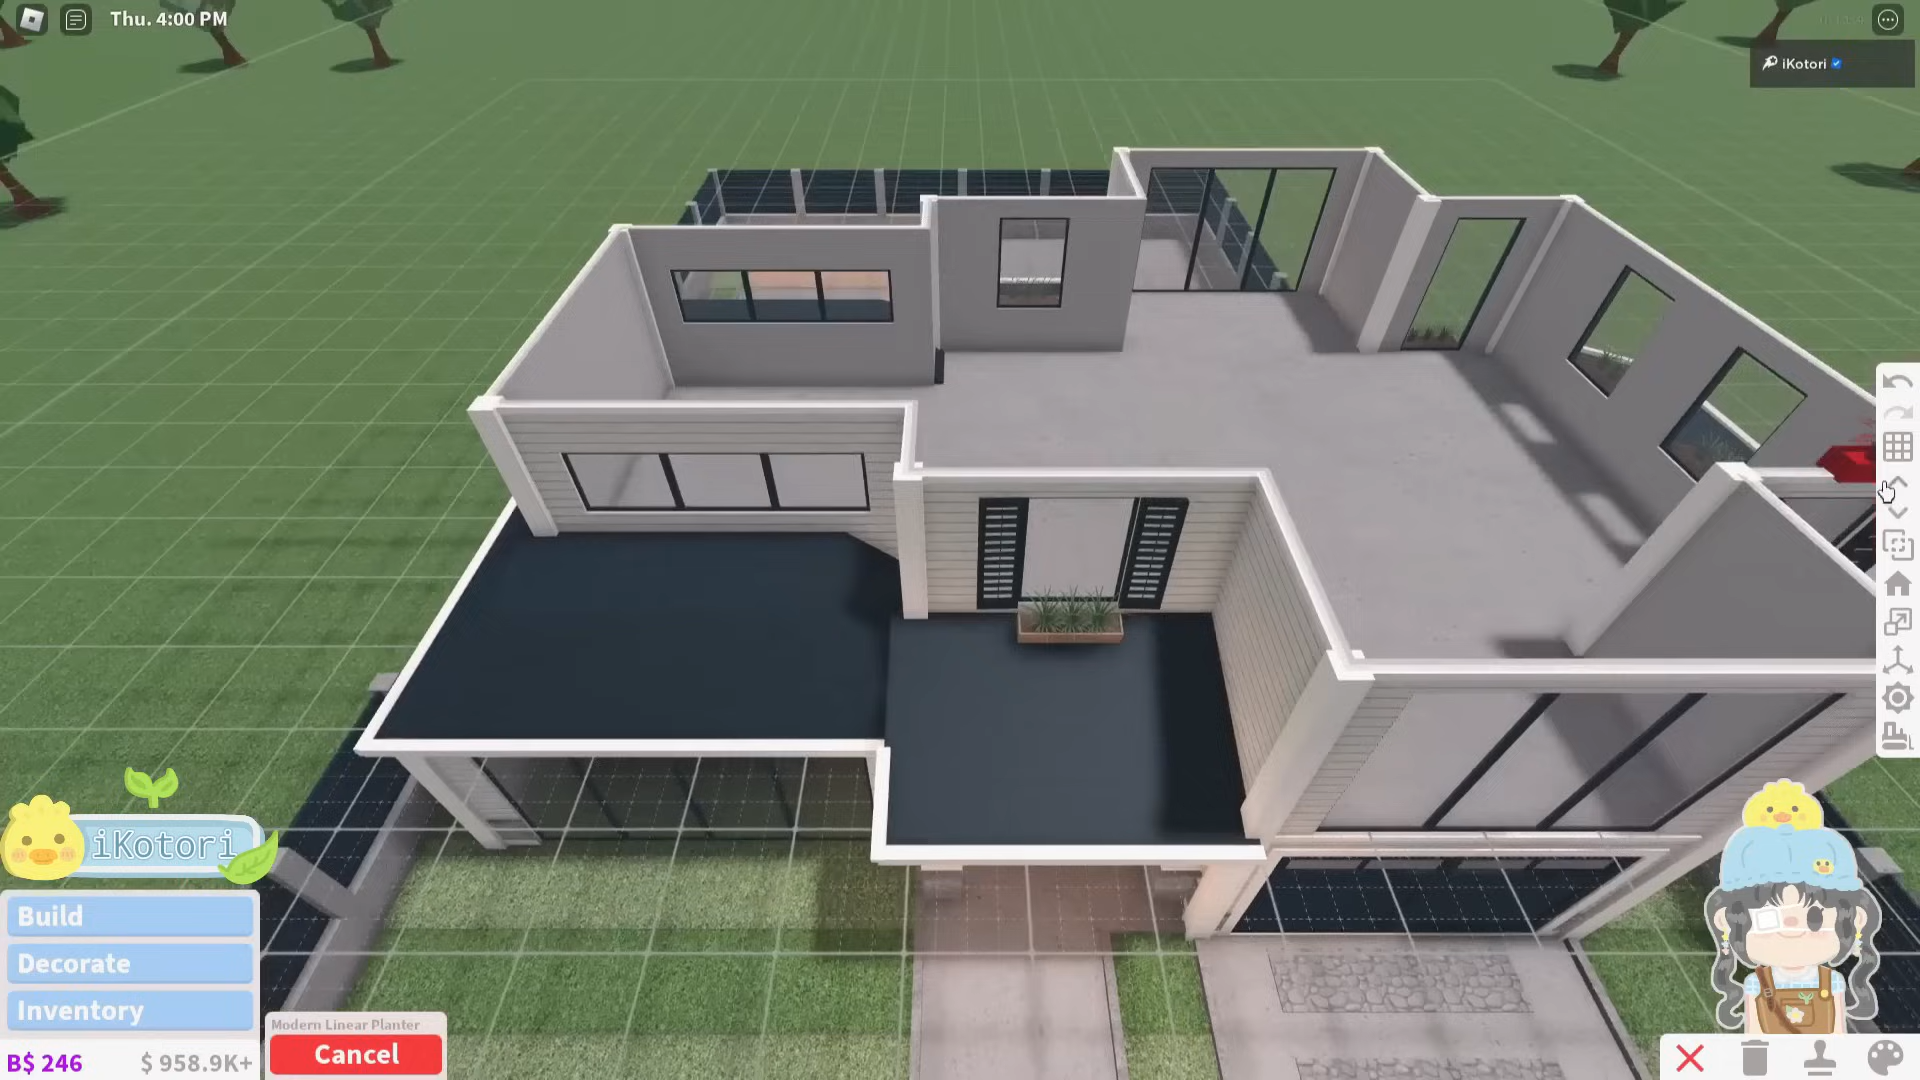 Thu. 4:00 PM
iKotori
iKotori
Build
Decorate
Inventory
Modern Linear Planter
Cancel
B$ 246
$ 958.9K+